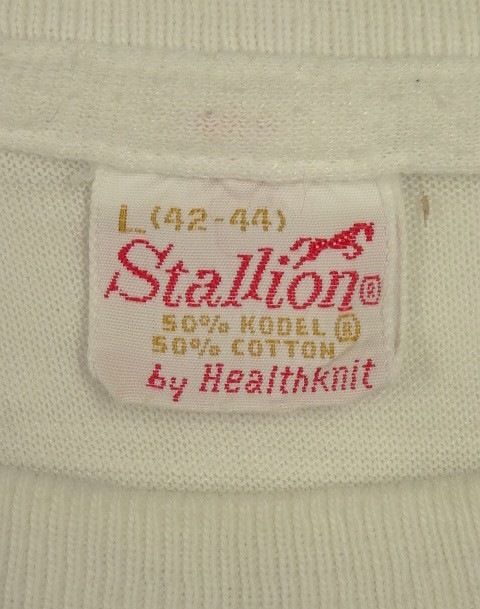 L (42-44)
Stallion®
50% KODEL ®
50% COTTON
by Healthknit